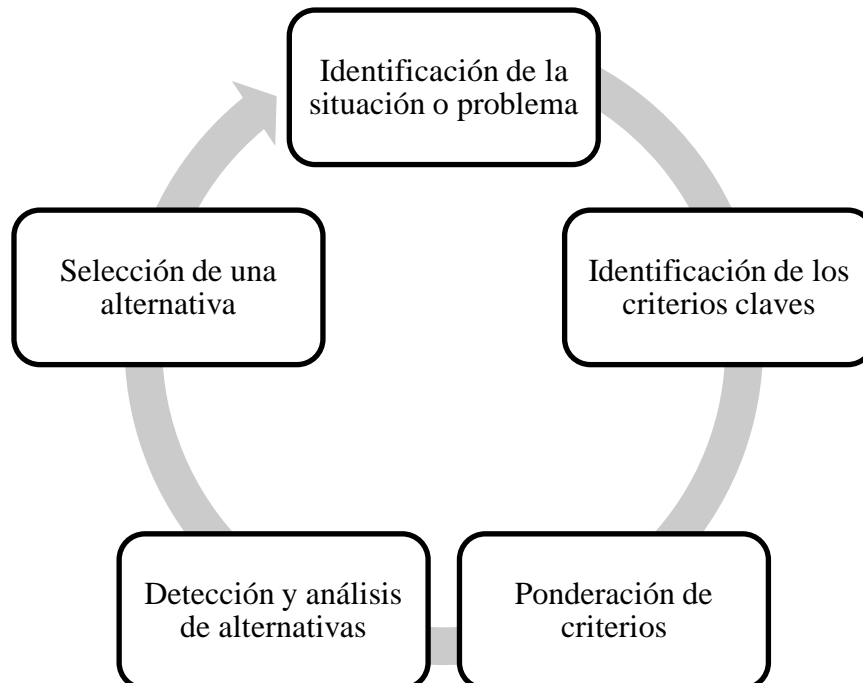 Identificación de la
situación o problema
Identificación de los
criterios claves
Ponderación de
criterios
Detección y análisis
de alternativas
Selección de una
alternativa